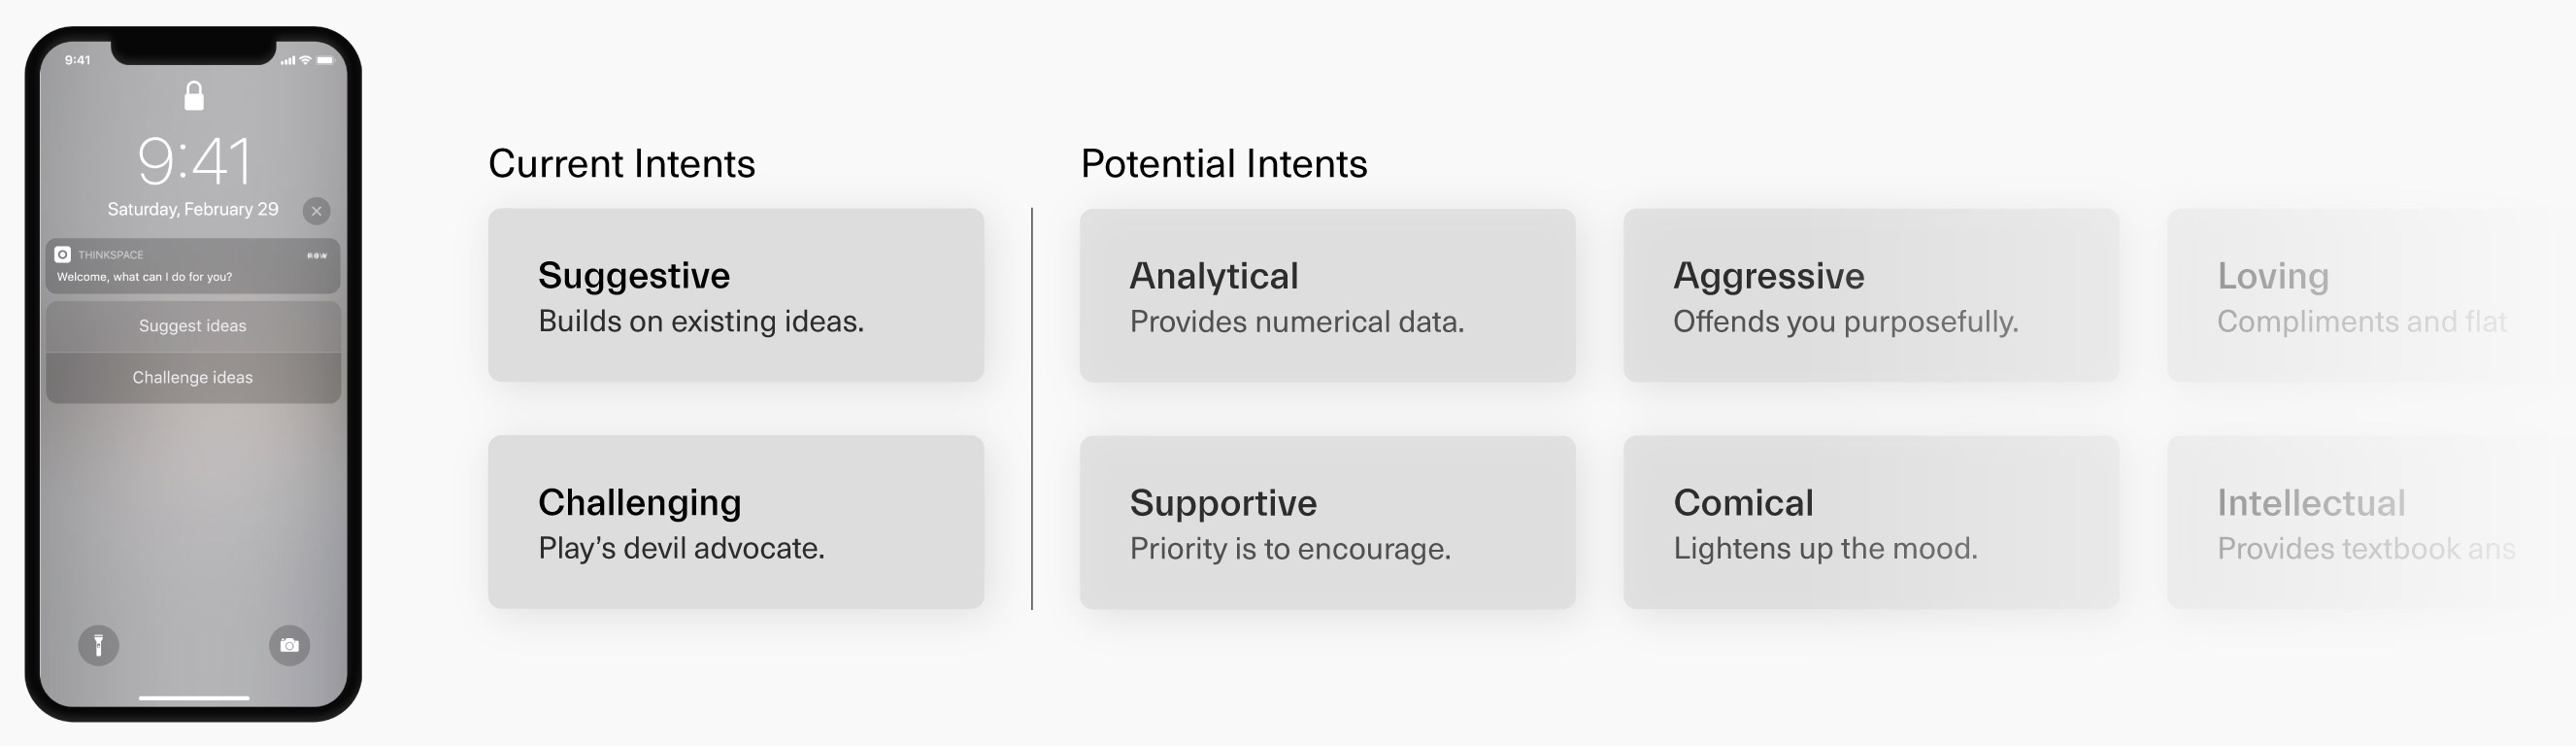 9:41
9:41
Saturday, February 29
THINKSPACE
now
Welcome, what can I do for you?
Suggest ideas
Challenge ideas
Current Intents
Suggestive
Builds on existing ideas.
Challenging
Play's devil advocate.
Potential Intents
Analytical
Provides numerical data.
Aggressive
Offends you purposefully.
Loving
Compliments and flat
Supportive
Priority is to encourage.
Comical
Lightens up the mood.
Intellectual
Provides textbook ans